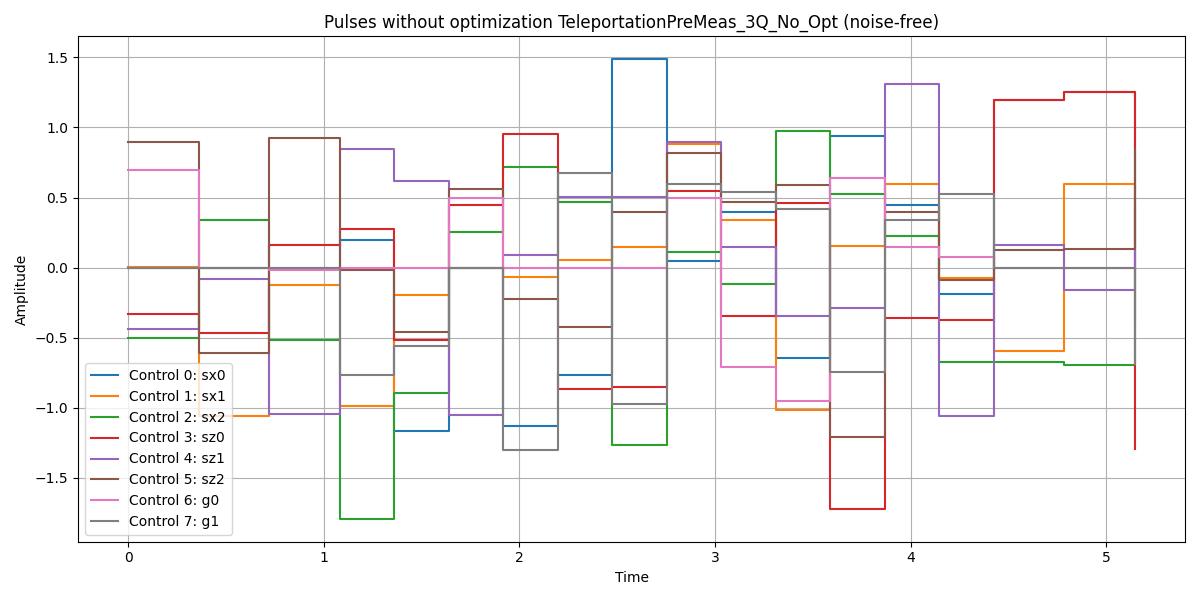 Pulses without optimization TeleportationPreMeas_3Q_No_Opt (noise-free)
Amplitude
1.5
1.0
0.5
0.0
−0.5
−1.0
−1.5
Control 0: sx0
Control 1: sx1
Control 2: sx2
Control 3: sz0
Control 4: sz1
Control 5: sz2
Control 6: g0
Control 7: g1
0 1 2 3 4 5
Time